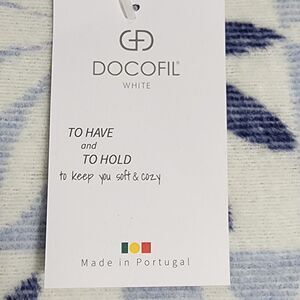 DOCOFIL®
WHITE
TO HAVE
and
TO HOLD
to keep you soft & cozy
Made in Portugal